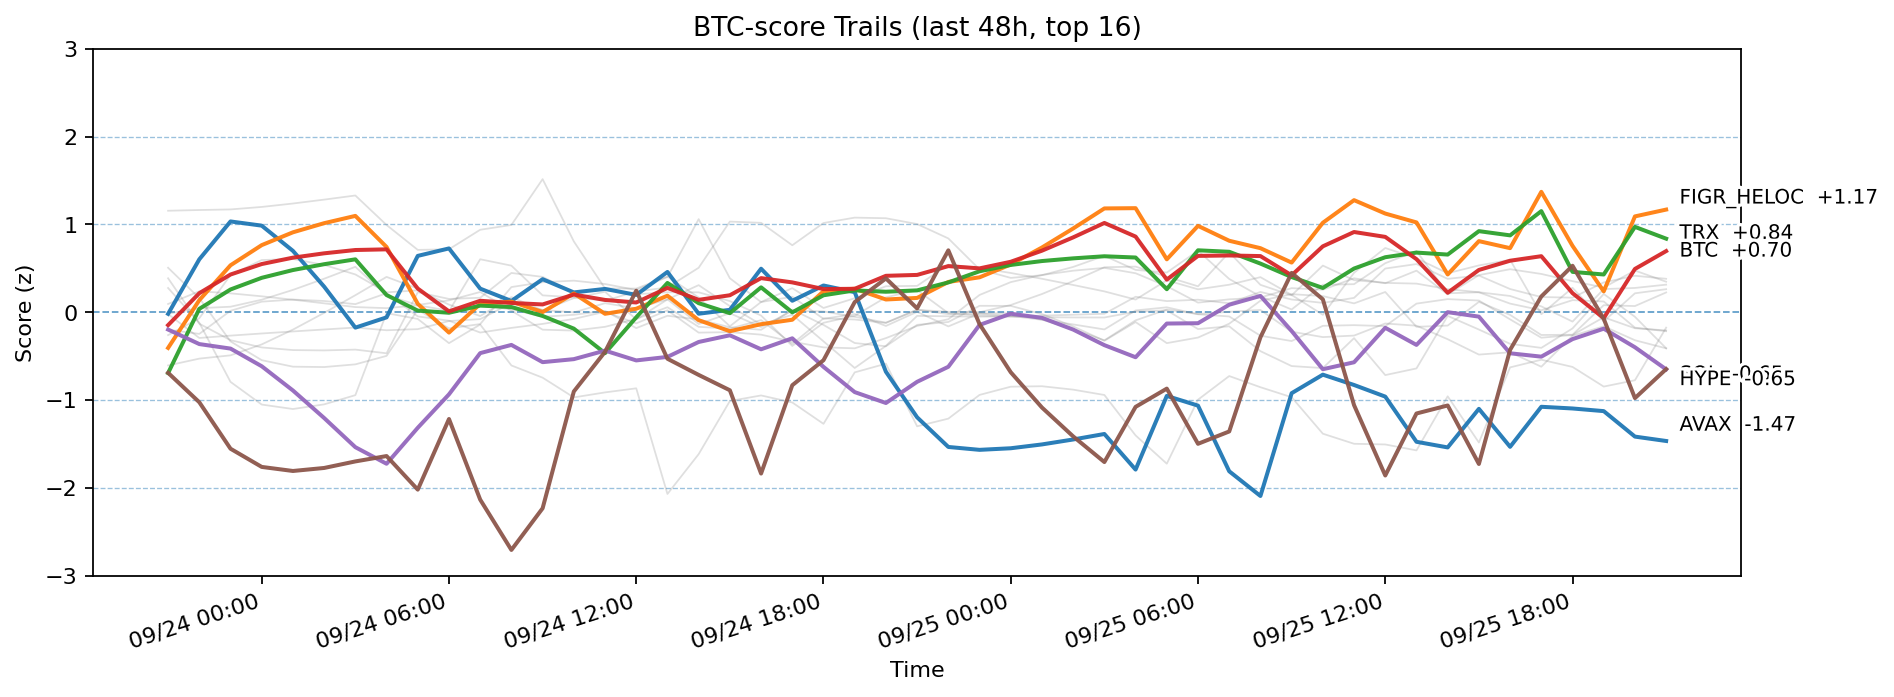 BTC-score Trails (last 48h, top 16)
Score (z)
3
2
1
0
−1
−2
−3
FIGR_HELOC +1.17
TRX +0.84
BTC +0.70
HYPE -0.65
AVAX -1.47
09/24 00:00
09/24 06:00
09/24 12:00
09/24 18:00
09/25 00:00
09/25 06:00
09/25 12:00
09/25 18:00
Time